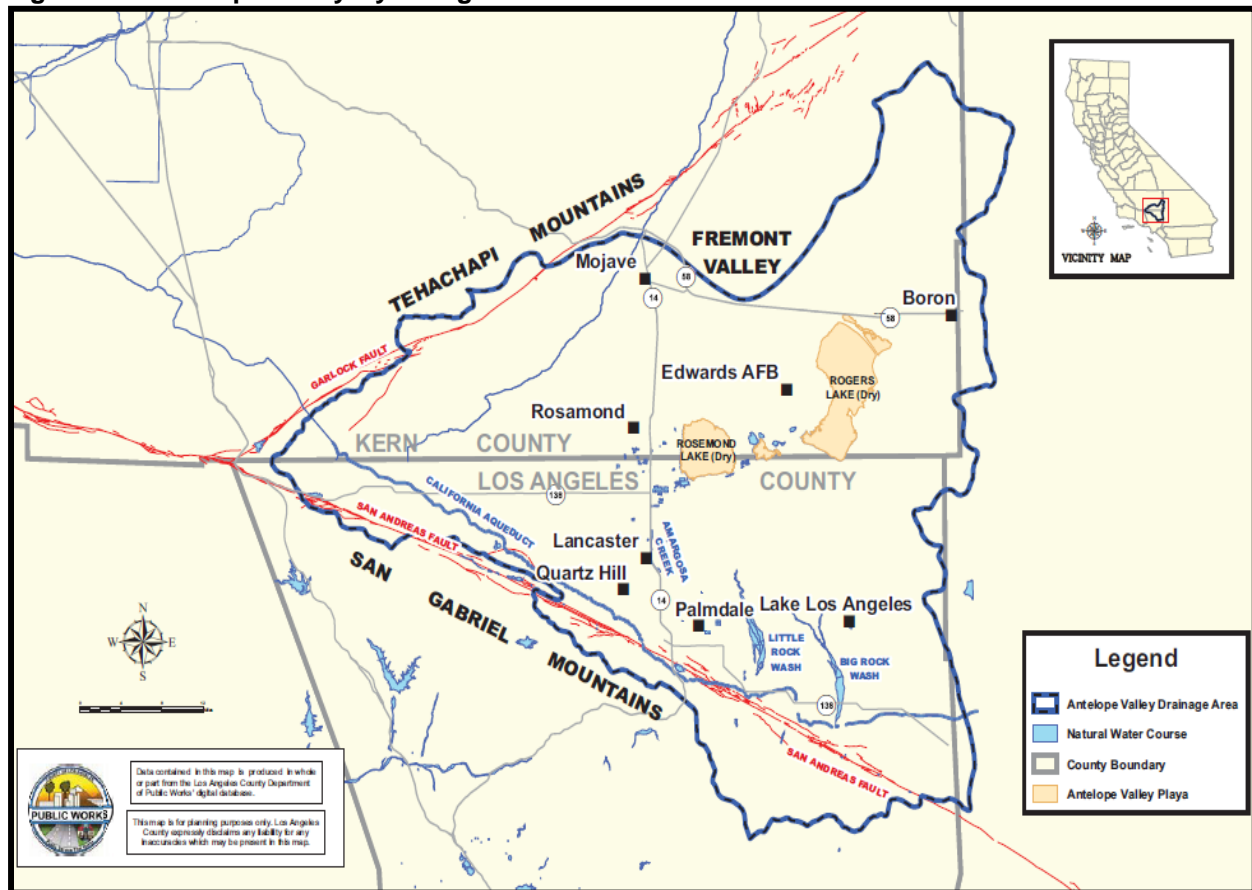 TEHACHAPI MOUNTAINS
FREMONT
VALLEY
Mojave
58
14
Boron
58
GARLOCK FAULT
Edwards AFB
ROGERS
LAKE (Dry)
Rosamond
ROSEMOND
LAKE (Dry)
KERN COUNTY
LOS ANGELES COUNTY
138
CALIFORNIA AQUEDUCT
SAN ANDREAS FAULT
AMARGOSA
CREEK
Lancaster
Quartz Hill
14
Palmdale
Lake Los Angeles
LITTLE
ROCK
WASH
BIG ROCK
WASH
138
SAN GABRIEL MOUNTAINS
SAN ANDREAS FAULT
N
W E
S
VICINITY MAP
Legend
Antelope Valley Drainage Area
Natural Water Course
County Boundary
Antelope Valley Playa
PUBLIC WORKS
Data contained in this map is produced in whole
or part from the Los Angeles County Department
of Public Works' digital database.
This map is for planning purposes only. Los Angeles
County expressly disclaims any liability for any
inaccuracies which may be present in this map.